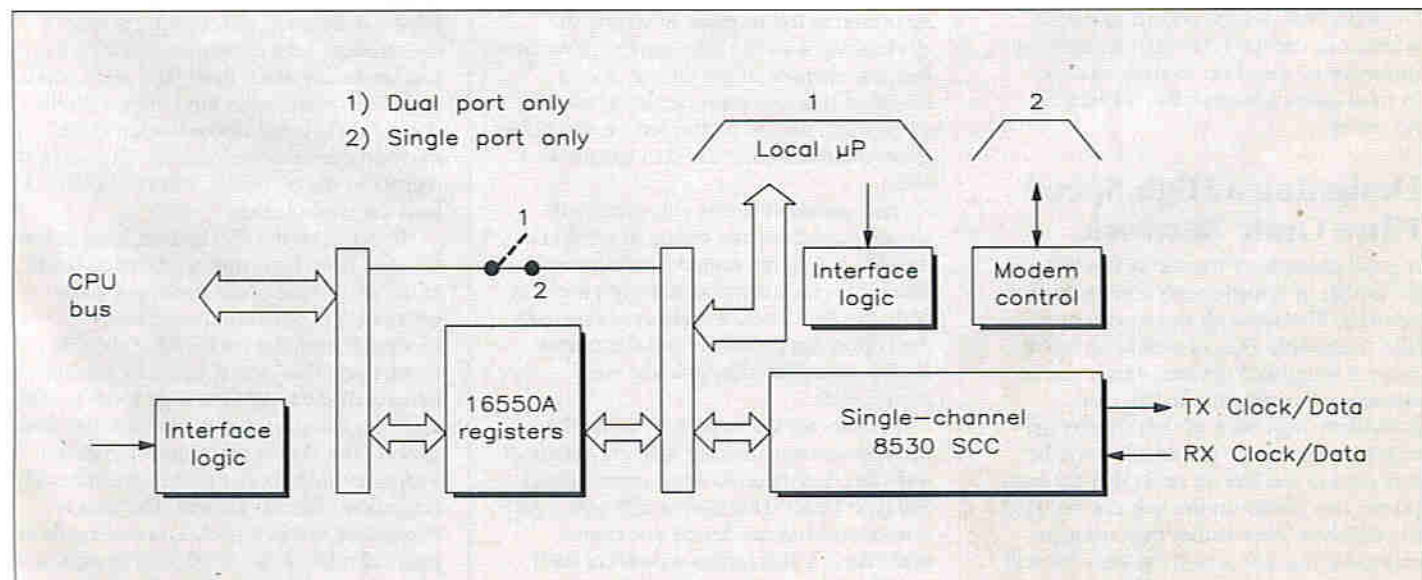 1) Dual port only
2) Single port only
1
2
Local µP
1
2
CPU
bus
Interface
logic
Modem
control
16550A
registers
Interface
logic
Single-channel
8530 SCC
TX Clock/Data
RX Clock/Data